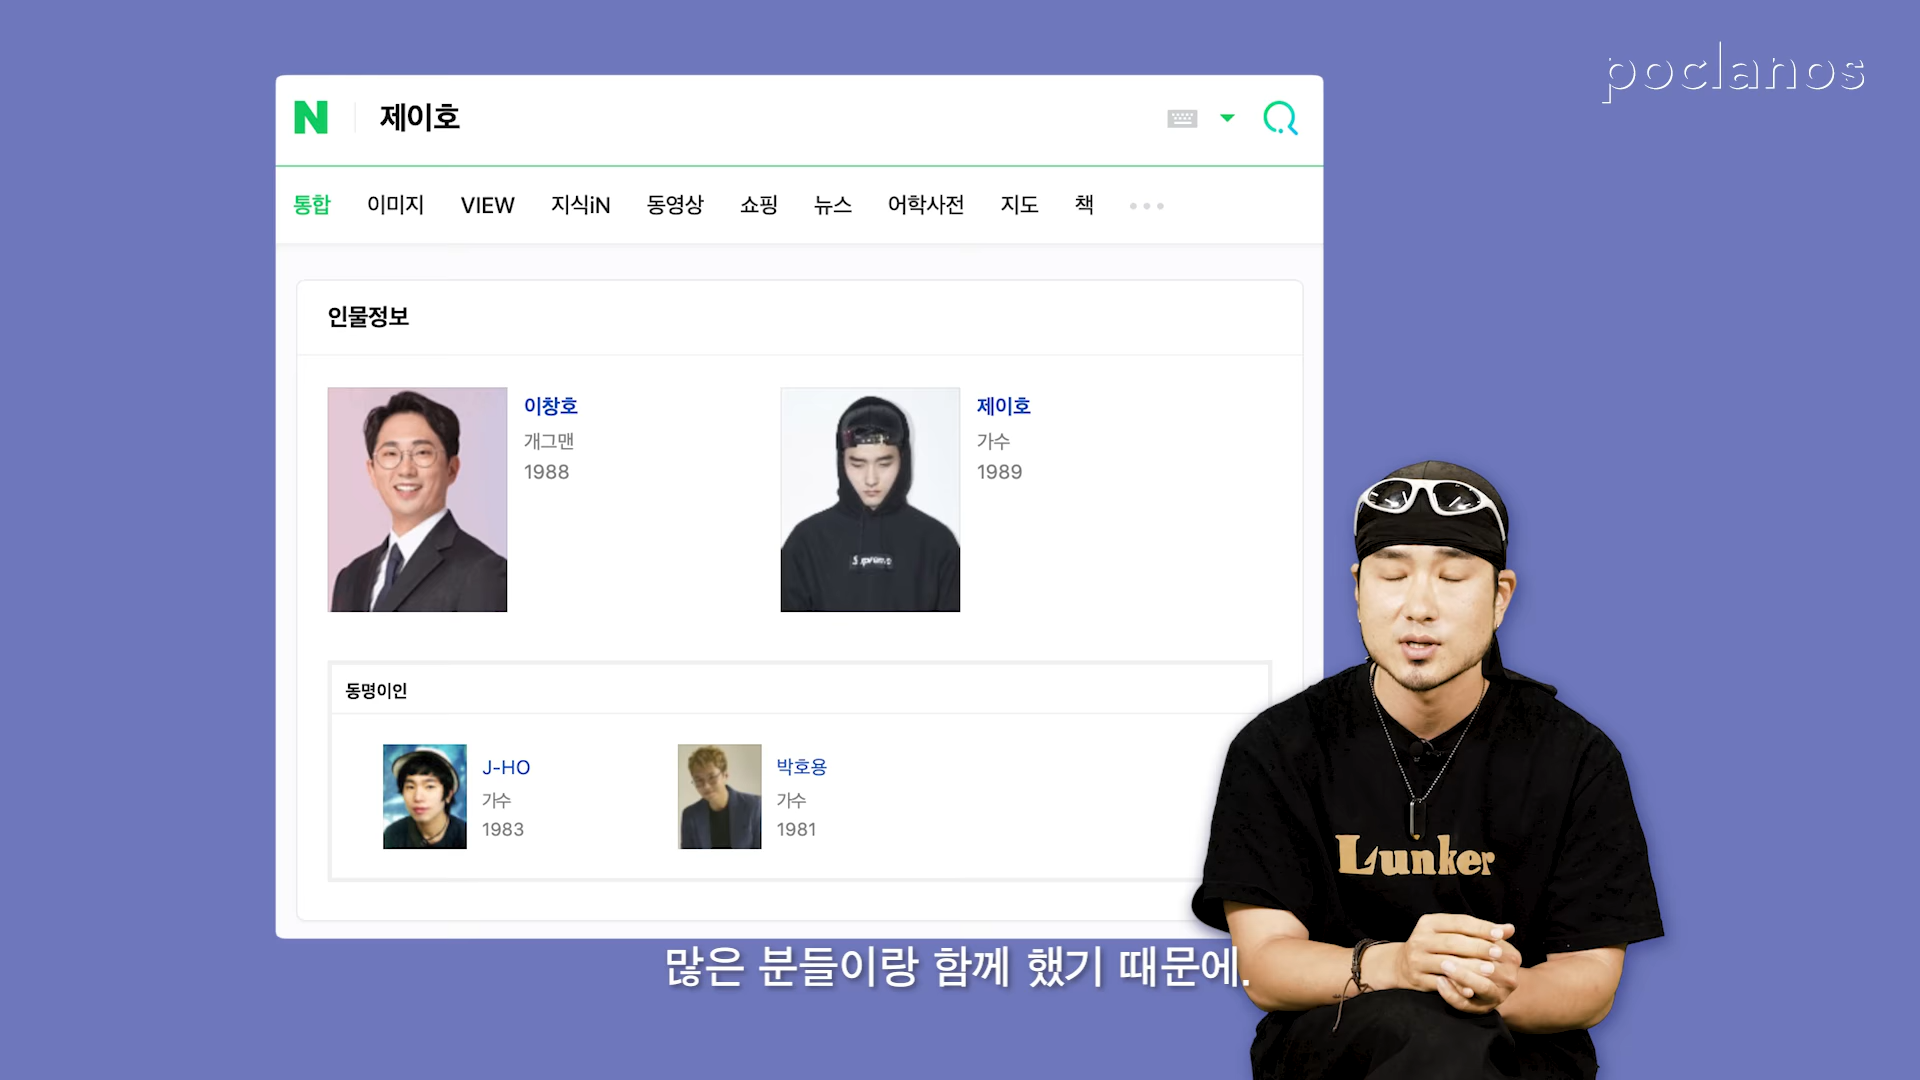 poclanos
N 제이호
통합 이미지 VIEW 지식iN 동영상 쇼핑 뉴스 어학사전 지도 책
인물정보
이창호
개그맨
1988
제이호
가수
1989
Supreme
동명이인
J-HO
가수
1983
박호용
가수
1981
Lunker
많은 분들이랑 함께 했기 때문에.